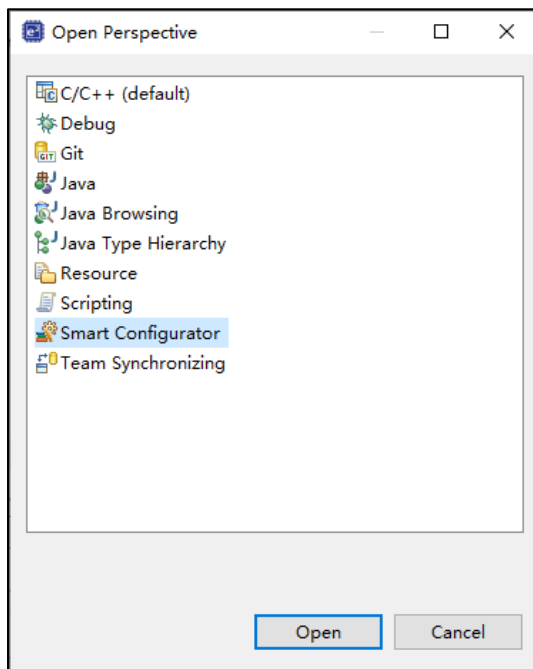 Open Perspective
C/C++ (default)
Debug
Git
Java
Java Browsing
Java Type Hierarchy
Resource
Scripting
Smart Configurator
Team Synchronizing
Open
Cancel